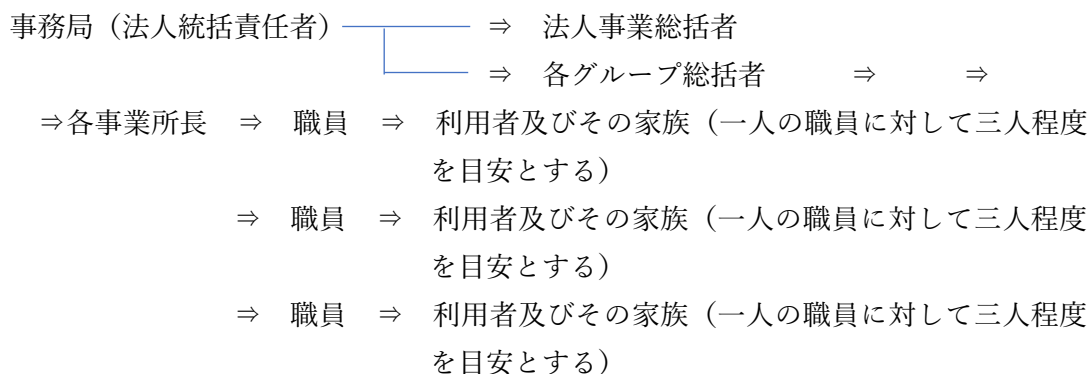 事務局（法人統括責任者） ⇒ 法人事業総括者
⇒ 各グループ総括者 ⇒ ⇒
⇒各事業所長 ⇒ 職員 ⇒ 利用者及びその家族（一人の職員に対して三人程度
を目安とする）
⇒ 職員 ⇒ 利用者及びその家族（一人の職員に対して三人程度
を目安とする）
⇒ 職員 ⇒ 利用者及びその家族（一人の職員に対して三人程度
を目安とする）